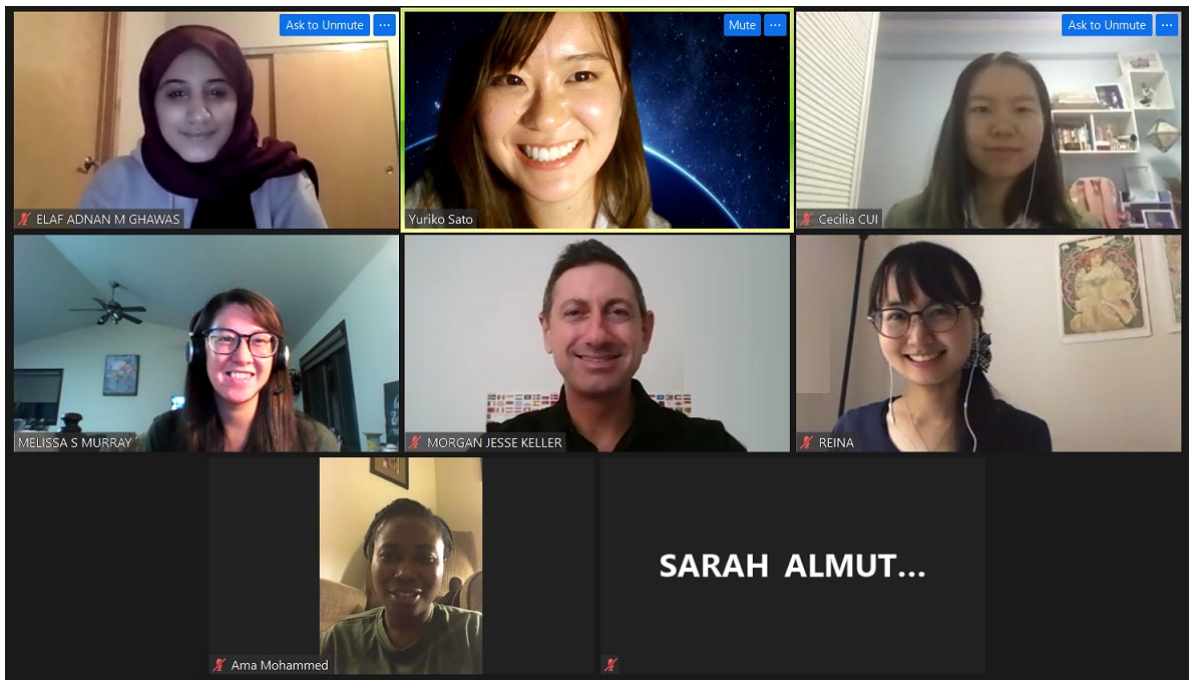 Ask to Unmute ...
Mute ...
Ask to Unmute ...
ELAF ADNAN M GHAWAS
Yuriko Sato
Cecilia CUI
MELISSA S MURRAY
MORGAN JESSE KELLER
REINA
SARAH ALMUT...
Ama Mohammed